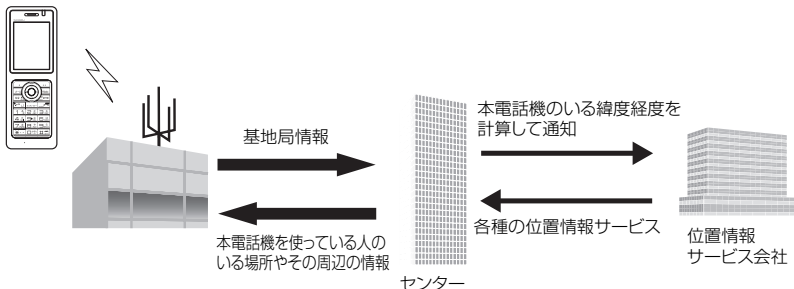 基地局情報
本電話機を使っている人の
いる場所やその周辺の情報
センター
本電話機のいる緯度経度を
計算して通知
各種の位置情報サービス
位置情報
サービス会社